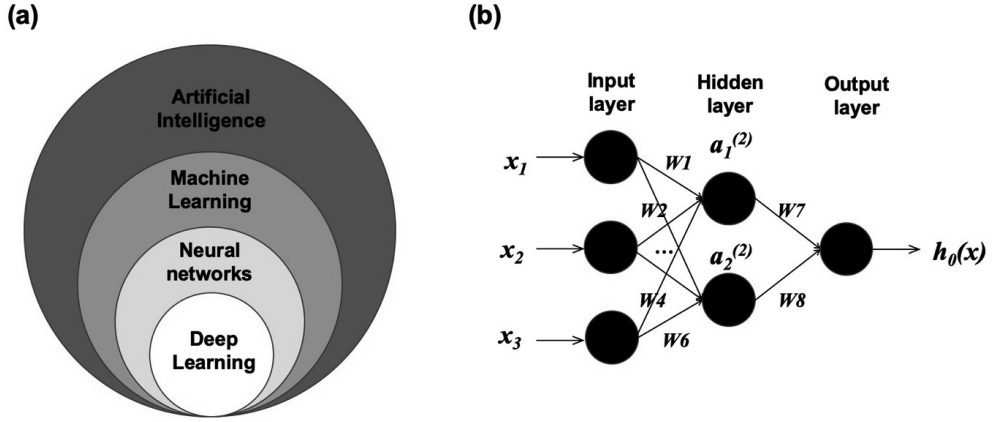 (a)
Artificial
Intelligence
Machine
Learning
Neural
networks
Deep
Learning
(b)
Input
layer
Hidden
layer
Output
layer
a₁⁽²⁾
x₁
W1
W2
W7
x₂
...
a₂⁽²⁾
h₀(x)
W4
W8
x₃
W6